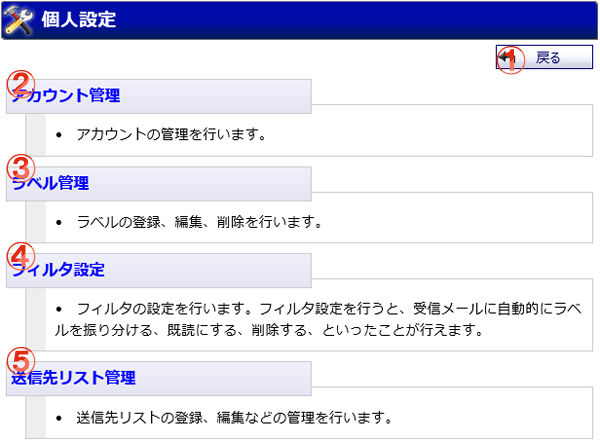 個人設定
① 戻る
② アカウント管理
• アカウントの管理を行います。
③ ラベル管理
• ラベルの登録、編集、削除を行います。
④ フィルタ設定
• フィルタの設定を行います。フィルタ設定を行うと、受信メールに自動的にラベ
ルを振り分ける、既読にする、削除する、といったことが行えます。
⑤ 送信先リスト管理
• 送信先リストの登録、編集などの管理を行います。